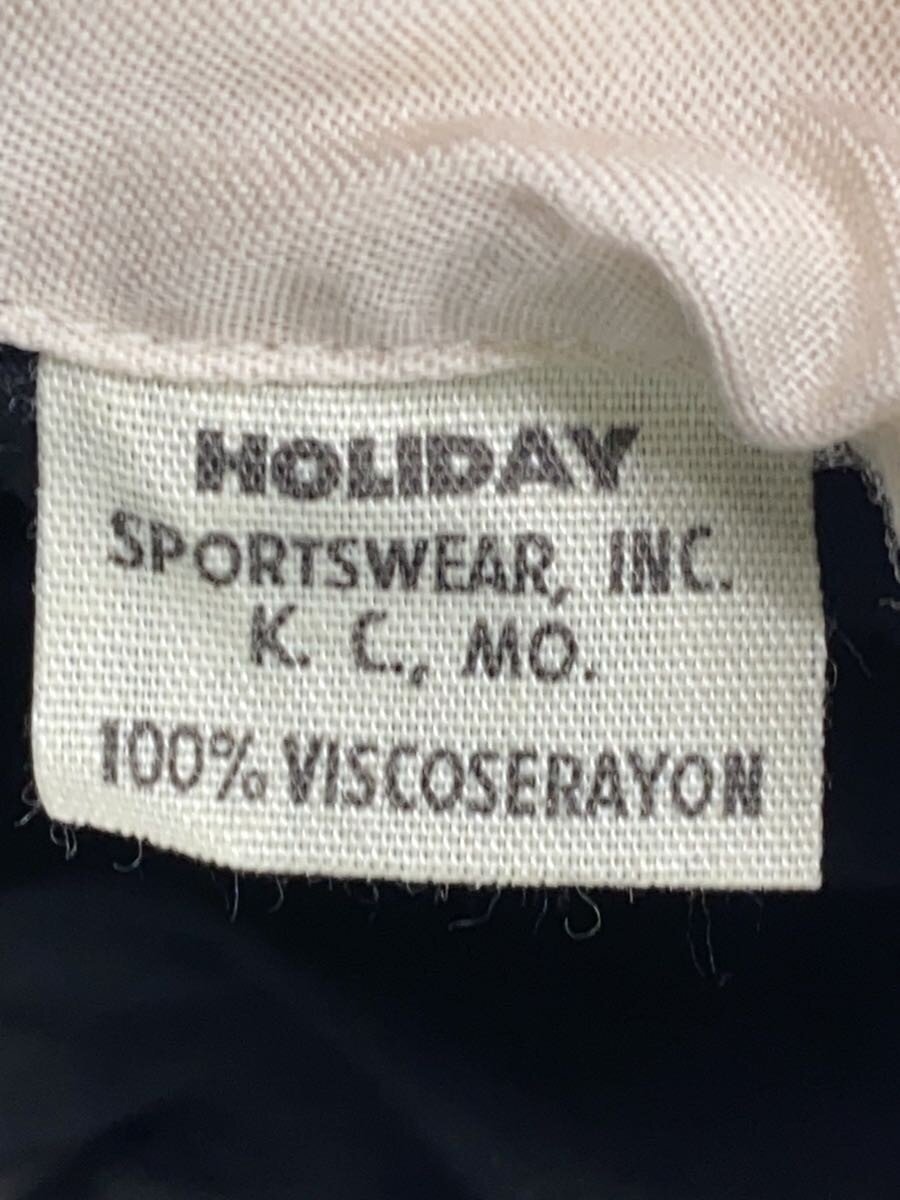 HOLIDAY
SPORTSWEAR, INC.
K. C., MO.
100% VISCOSERAYON